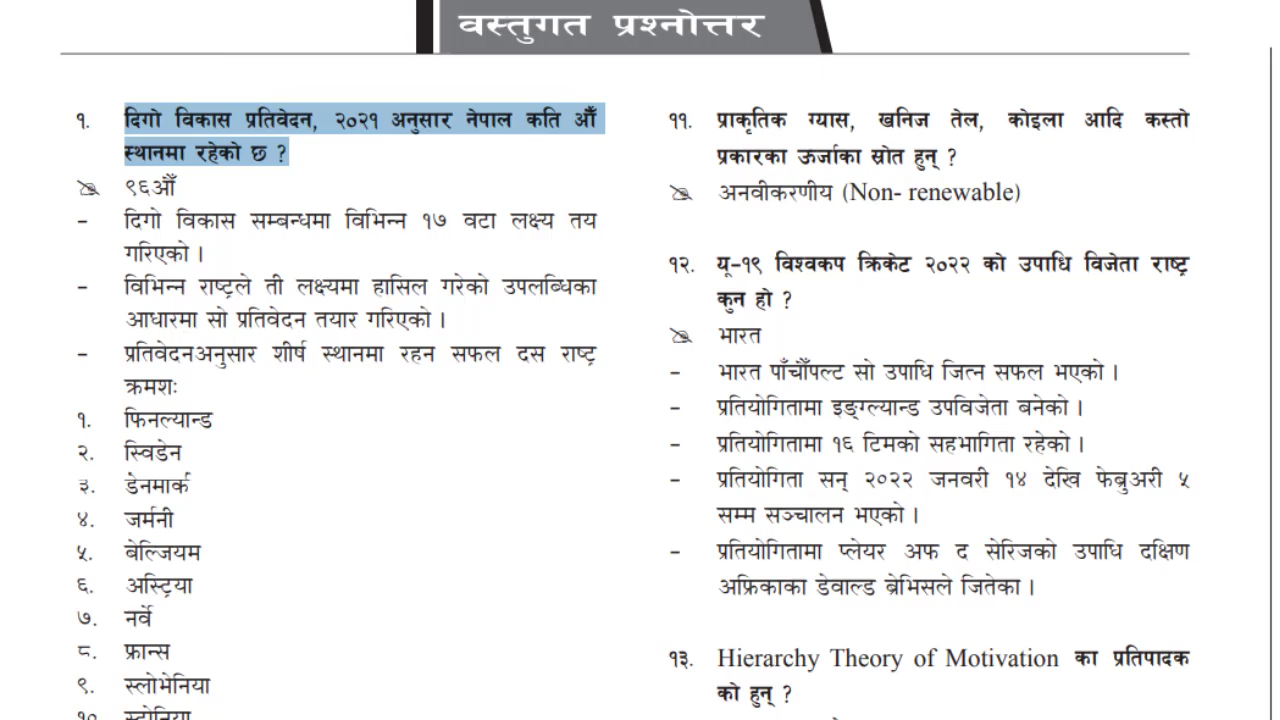 वस्तुगत प्रश्नोत्तर
१. दिगो विकास प्रतिवेदन, २०२१ अनुसार नेपाल कति औँ
स्थानमा रहेको छ ?
९६औँ
– दिगो विकास सम्बन्धमा विभिन्न १७ वटा लक्ष्य तय
गरिएको ।
– विभिन्न राष्ट्रले ती लक्ष्यमा हासिल गरेको उपलब्धिका
आधारमा सो प्रतिवेदन तयार गरिएको ।
– प्रतिवेदनअनुसार शीर्ष स्थानमा रहन सफल दस राष्ट्र
क्रमशः
१. फिनल्यान्ड
२. स्विडेन
३. डेनमार्क
४. जर्मनी
५. बेल्जियम
६. अस्ट्रिया
७. नर्वे
८. फ्रान्स
९. स्लोभेनिया
११. प्राकृतिक ग्यास, खनिज तेल, कोइला आदि कस्तो
प्रकारका ऊर्जाका स्रोत हुन् ?
अनवीकरणीय (Non- renewable)
१२. यू-१९ विश्वकप क्रिकेट २०२२ को उपाधि विजेता राष्ट्र
कुन हो ?
भारत
– भारत पाँचौँपल्ट सो उपाधि जित्न सफल भएको ।
– प्रतियोगितामा इङ्ग्ल्यान्ड उपविजेता बनेको ।
– प्रतियोगितामा १६ टिमको सहभागिता रहेको ।
– प्रतियोगिता सन् २०२२ जनवरी १४ देखि फेब्रुअरी ५
सम्म सञ्चालन भएको ।
– प्रतियोगितामा प्लेयर अफ द सेरिजको उपाधि दक्षिण
अफ्रिकाका डेवाल्ड ब्रेभिसले जितेका ।
१३. Hierarchy Theory of Motivation का प्रतिपादक
को हुन् ?